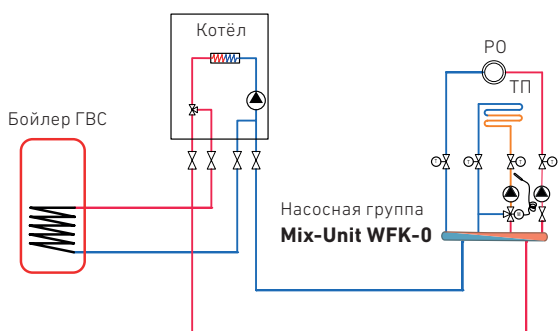 Котёл
РО
ТП
Бойлер ГВС
T
T
T
T
M
Насосная группа
Mix-Unit WFK-0